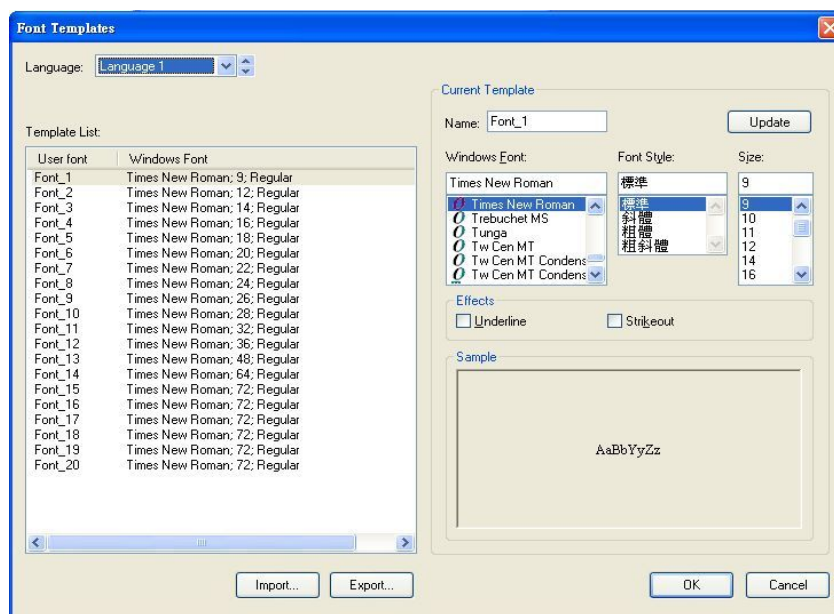 Font Templates
Language: Language 1
Template List:
User font Windows Font
Font_1 Times New Roman; 9; Regular
Font_2 Times New Roman; 12; Regular
Font_3 Times New Roman; 14; Regular
Font_4 Times New Roman; 16; Regular
Font_5 Times New Roman; 18; Regular
Font_6 Times New Roman; 20; Regular
Font_7 Times New Roman; 22; Regular
Font_8 Times New Roman; 24; Regular
Font_9 Times New Roman; 26; Regular
Font_10 Times New Roman; 28; Regular
Font_11 Times New Roman; 32; Regular
Font_12 Times New Roman; 36; Regular
Font_13 Times New Roman; 48; Regular
Font_14 Times New Roman; 64; Regular
Font_15 Times New Roman; 72; Regular
Font_16 Times New Roman; 72; Regular
Font_17 Times New Roman; 72; Regular
Font_18 Times New Roman; 72; Regular
Font_19 Times New Roman; 72; Regular
Font_20 Times New Roman; 72; Regular
Import... Export...
Current Template
Name: Font_1 Update
Windows Font: Font Style: Size:
Times New Roman 標準 9
Times New Roman 標準 9
Trebuchet MS 斜體 10
Tunga 粗體 11
Tw Cen MT 粗斜體 12
Tw Cen MT Condens 14
Tw Cen MT Condens 16
Effects
Underline Strikeout
Sample
AaBbYyZz
OK Cancel